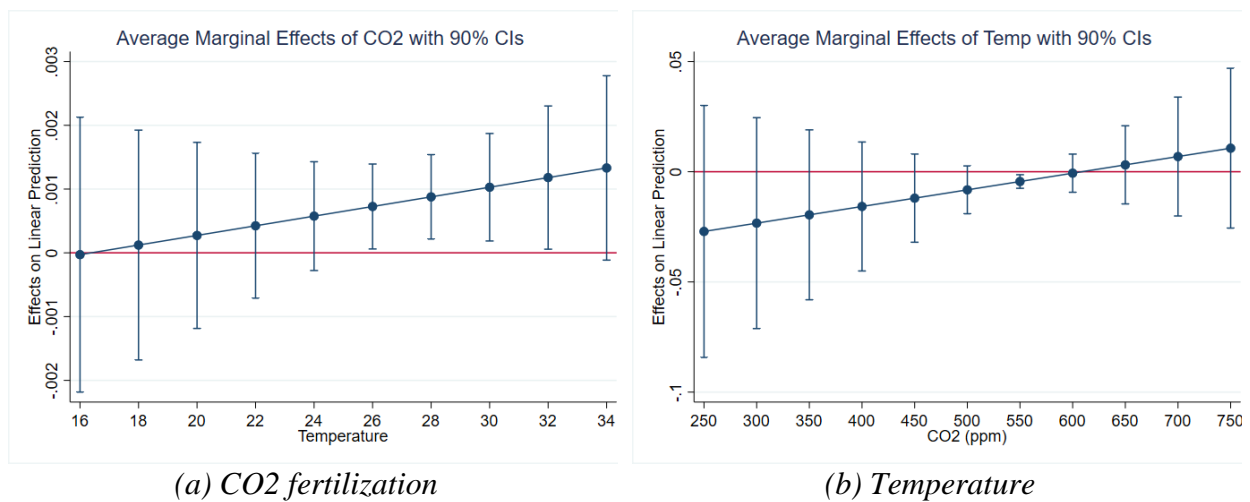 Average Marginal Effects of CO2 with 90% CIs
Effects on Linear Prediction
.003
.002
.001
0
-.001
-.002
16 18 20 22 24 26 28 30 32 34
Temperature
(a) CO2 fertilization
Average Marginal Effects of Temp with 90% CIs
Effects on Linear Prediction
.05
0
-.05
-.1
250 300 350 400 450 500 550 600 650 700 750
CO2 (ppm)
(b) Temperature